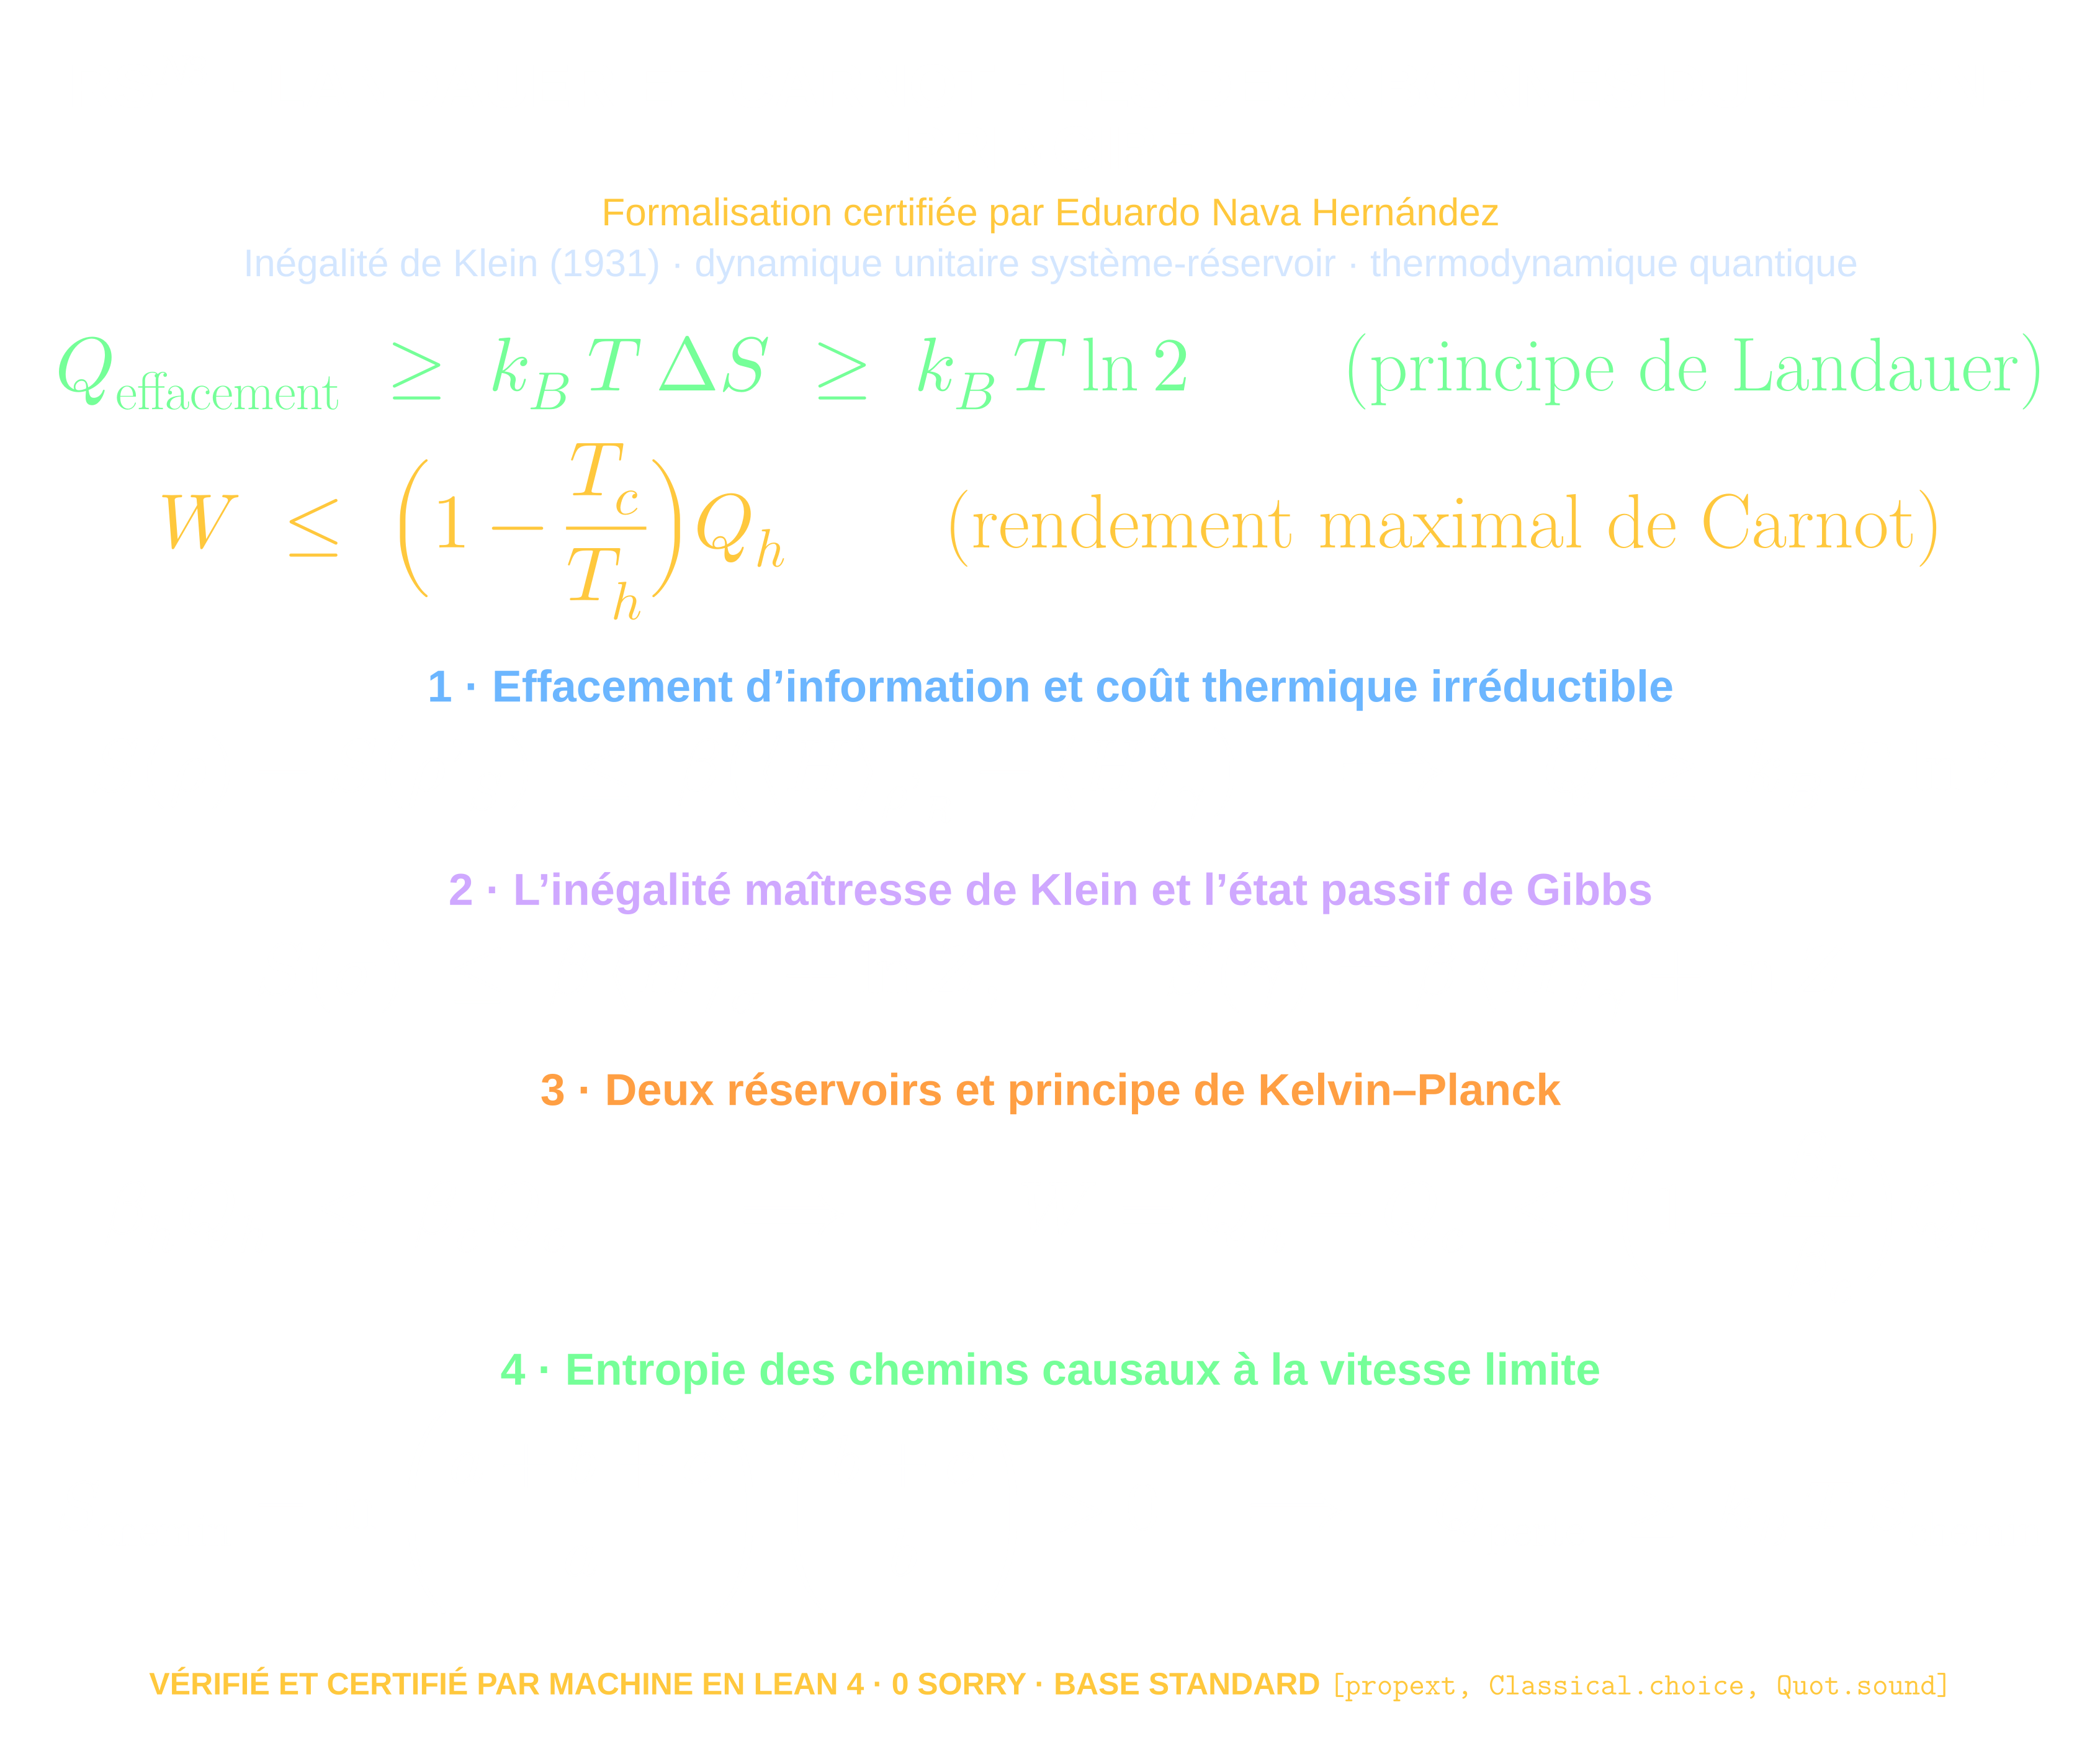 Formalisation certifiée par Eduardo Nava Hernández
Inégalité de Klein (1931) · dynamique unitaire système-réservoir · thermodynamique quantique
Q_effacement ≥ k_B T ΔS ≥ k_B T ln 2 (principe de Landauer)
W ≤ (1 − T_c/T_h) Q_h (rendement maximal de Carnot)
1 · Effacement d’information et coût thermique irréductible
2 · L’inégalité maîtresse de Klein et l’état passif de Gibbs
3 · Deux réservoirs et principe de Kelvin–Planck
4 · Entropie des chemins causaux à la vitesse limite
VÉRIFIÉ ET CERTIFIÉ PAR MACHINE EN LEAN 4 · 0 SORRY · BASE STANDARD [propext, Classical.choice, Quot.sound]